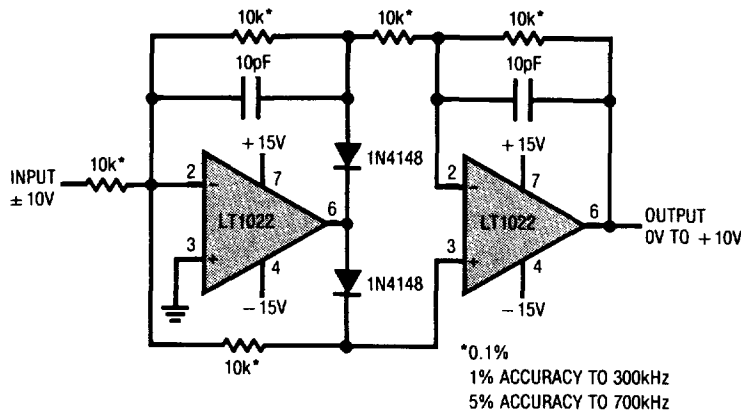 10k*
10k*
10k*
10pF
10pF
+15V
+15V
1N4148
INPUT
±10V
10k*
2
−
7
2
−
7
LT1022
6
LT1022
6
OUTPUT
0V TO +10V
3
+
4
3
+
4
1N4148
−15V
−15V
10k*
*0.1%
1% ACCURACY TO 300kHz
5% ACCURACY TO 700kHz